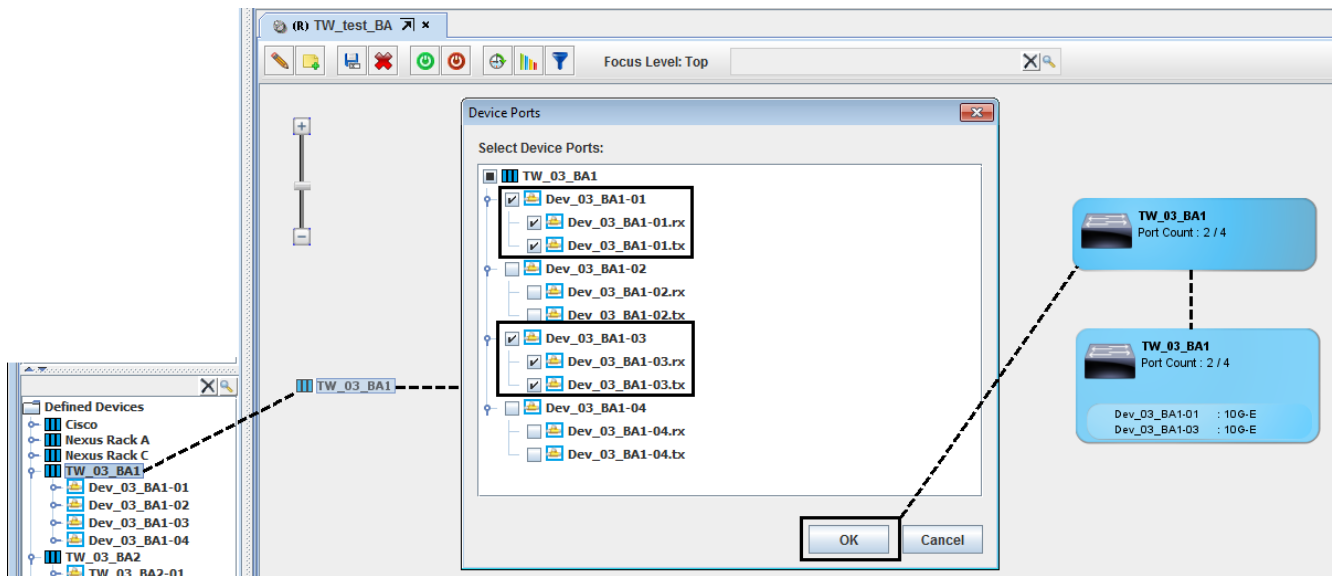 (R) TW_test_BA
Focus Level: Top
Device Ports
Select Device Ports:
TW_03_BA1
Dev_03_BA1-01
Dev_03_BA1-01.rx
Dev_03_BA1-01.tx
Dev_03_BA1-02
Dev_03_BA1-02.rx
Dev_03_BA1-02.tx
Dev_03_BA1-03
Dev_03_BA1-03.rx
Dev_03_BA1-03.tx
Dev_03_BA1-04
Dev_03_BA1-04.rx
Dev_03_BA1-04.tx
OK
Cancel
TW_03_BA1
Defined Devices
Cisco
Nexus Rack A
Nexus Rack C
TW_03_BA1
Dev_03_BA1-01
Dev_03_BA1-02
Dev_03_BA1-03
Dev_03_BA1-04
TW_03_BA2
TW_03_BA2-01
TW_03_BA1
Port Count : 2 / 4
TW_03_BA1
Port Count : 2 / 4
Dev_03_BA1-01 : 10G-E
Dev_03_BA1-03 : 10G-E